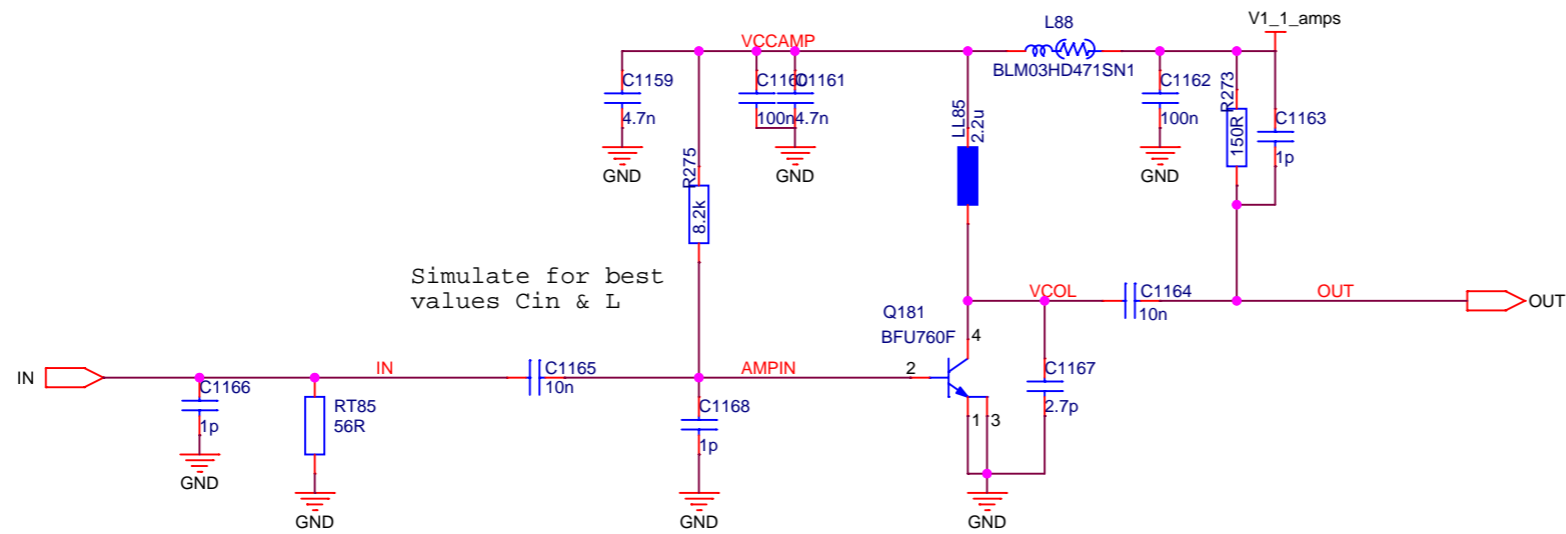 V1_1_amps
L88
BLM03HD471SN1
VCCAMP
C1159
4.7n
GND
C1160
100n
C1161
4.7n
GND
R275
8.2k
LL85
2.2u
C1162
100n
GND
R273
150R
C1163
1p
Simulate for best
values Cin & L
VCOL
C1164
10n
OUT
OUT
Q181
BFU760F
4
2
1
3
C1167
2.7p
GND
IN
IN
C1166
1p
GND
RT85
56R
GND
C1165
10n
AMPIN
C1168
1p
GND